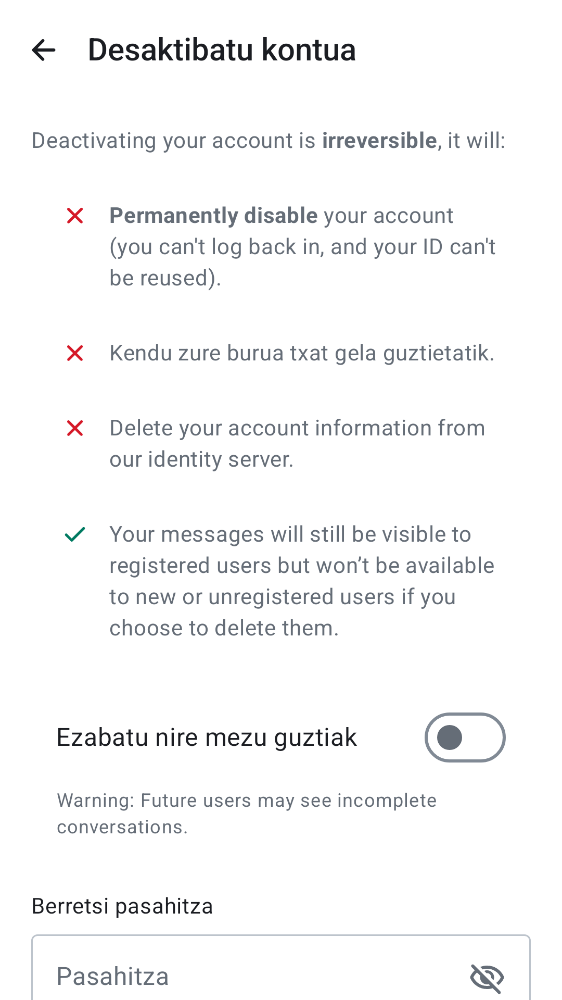 Desaktibatu kontua
Deactivating your account is irreversible, it will:
Permanently disable your account
(you can't log back in, and your ID can't
be reused).
Kendu zure burua txat gela guztietatik.
Delete your account information from
our identity server.
Your messages will still be visible to
registered users but won’t be available
to new or unregistered users if you
choose to delete them.
Ezabatu nire mezu guztiak
Warning: Future users may see incomplete
conversations.
Berretsi pasahitza
Pasahitza